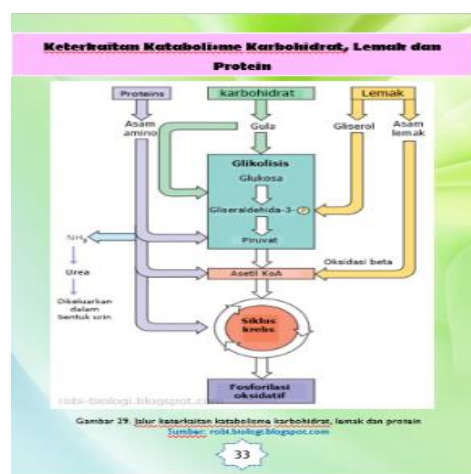 Keterkaitan Katabolisme Karbohidrat, Lemak dan
Protein
Proteins
karbohidrat
Lemak
Asam
amino
Gula
Gliserol
Asam
lemak
Glikolisis
Glukosa
Gliseraldehida-3-P
Piruvat
NH3
Oksidasi beta
Urea
Asetil KoA
Dikeluarkan
dalam
bentuk urin
Siklus
krebs
Fosforilasi
oksidatif
robi-biologi.blogspot.com
Gambar 29. Jalur keterkaitan katabolisme karbohidrat, lemak dan protein
Sumber: robi.biologi.blogspot.com
33